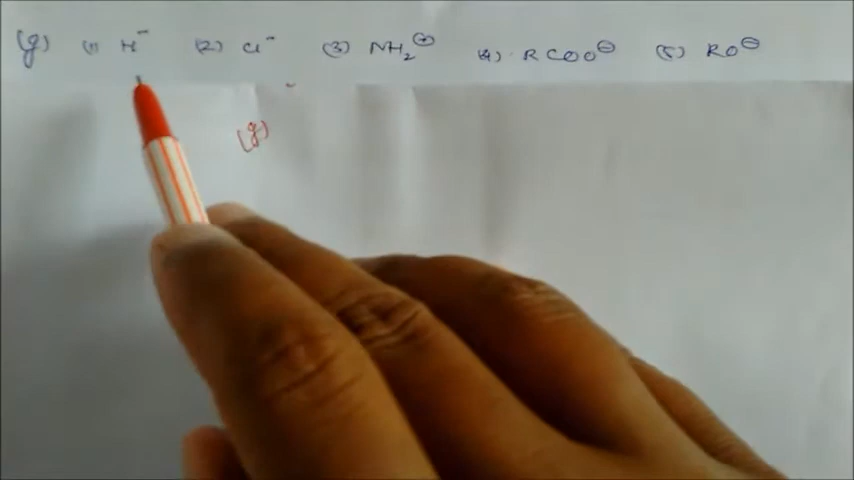 (g) (1) H⁻ (2) Cl⁻ (3) NH₂⊕ (4) RCOO⊖ (5) RO⊖
(g)